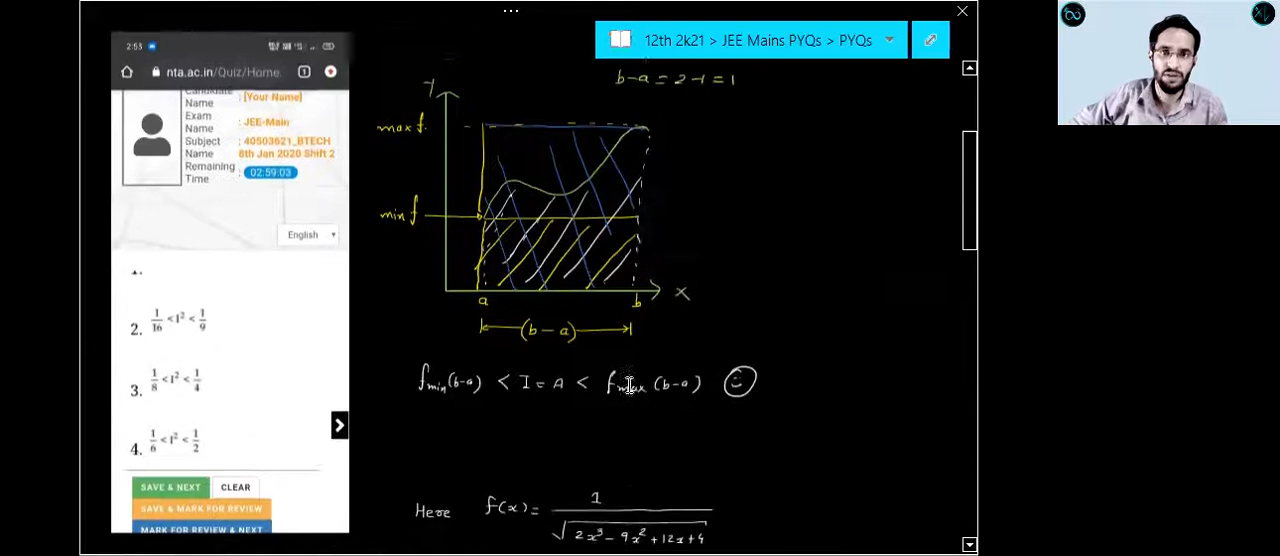 2:53
nta.ac.in/Quiz/Home. 1
Candidate
Name : [Your Name]
Exam
Name : JEE-Main
Subject
Name : 40503621_BTECH
8th Jan 2020 Shift 2
Remaining
Time : 02:59:03
English
2. 1/16 < I² < 1/9
3. 1/8 < I² < 1/4
4. 1/6 < I² < 1/2
SAVE & NEXT CLEAR
SAVE & MARK FOR REVIEW
MARK FOR REVIEW & NEXT
12th 2k21 > JEE Mains PYQs > PYQs
b-a = 2-1 = 1
max f.
min f
a b X
(b-a)
f min (b-a) < I = A < f max (b-a)
Here f(x) = 1/√(2x³ - 9x² + 12x + 4)